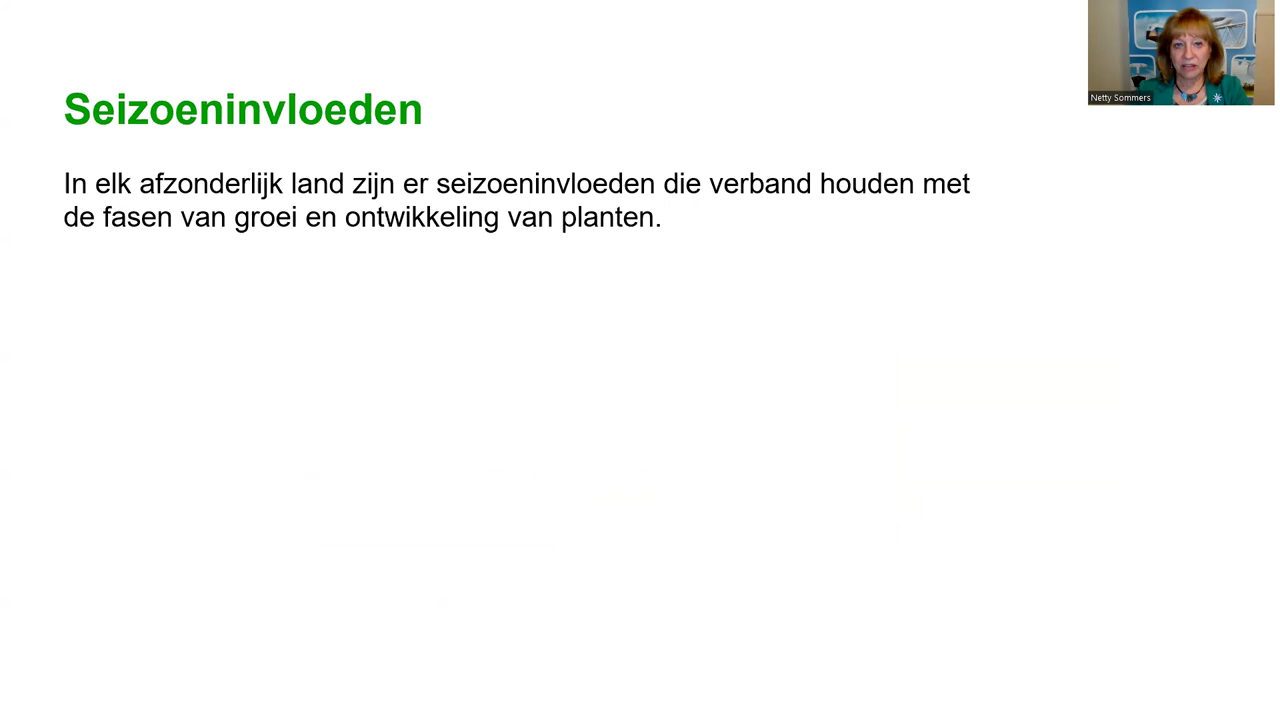 Netty Sommers
Seizoeninvloeden
In elk afzonderlijk land zijn er seizoeninvloeden die verband houden met
de fasen van groei en ontwikkeling van planten.